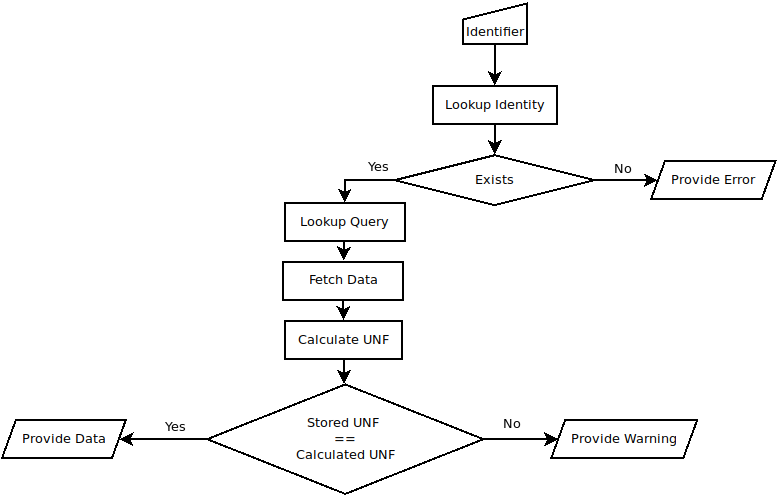 Identifier
Lookup Identity
Yes
Exists
No
Provide Error
Lookup Query
Fetch Data
Calculate UNF
Provide Data
Yes
Stored UNF
==
Calculated UNF
No
Provide Warning